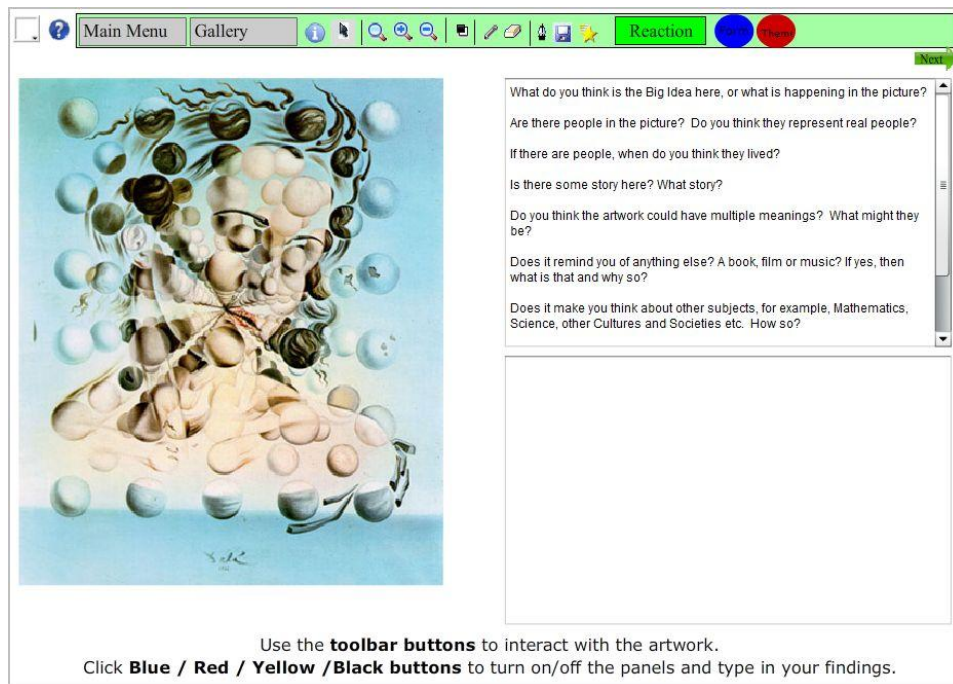 Main Menu
Gallery
Reaction
Form
Theme
Next
What do you think is the Big Idea here, or what is happening in the picture?
Are there people in the picture? Do you think they represent real people?
If there are people, when do you think they lived?
Is there some story here? What story?
Do you think the artwork could have multiple meanings? What might they
be?
Does it remind you of anything else? A book, film or music? If yes, then
what is that and why so?
Does it make you think about other subjects, for example, Mathematics,
Science, other Cultures and Societies etc. How so?
Dalí
Use the toolbar buttons to interact with the artwork.
Click Blue / Red / Yellow /Black buttons to turn on/off the panels and type in your findings.